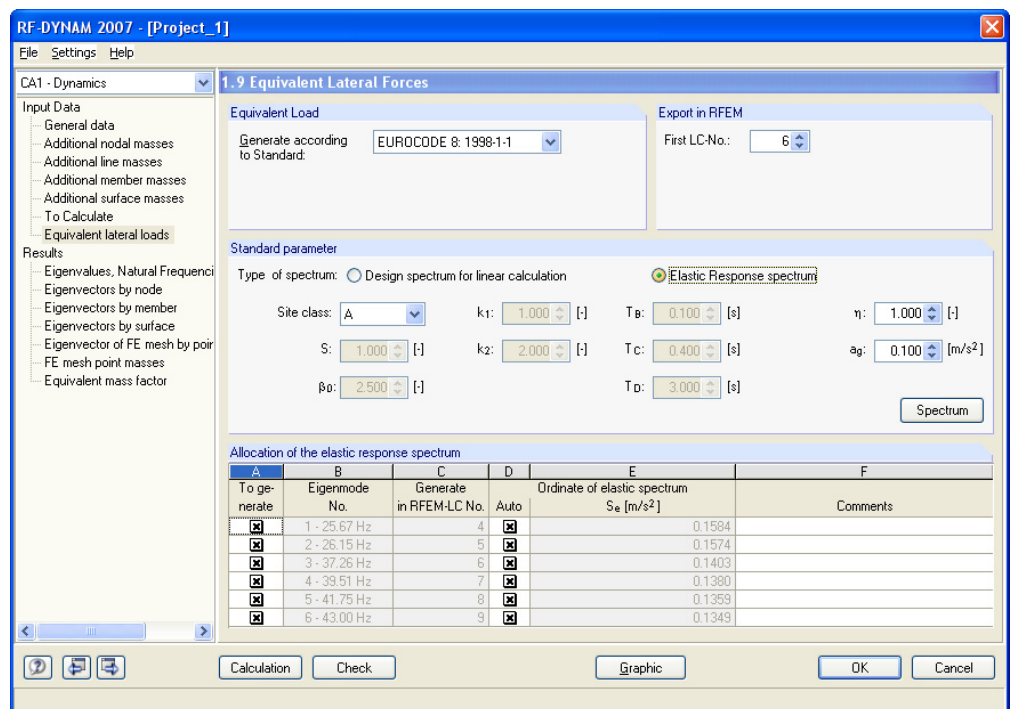 RF-DYNAM 2007 - [Project_1]
File Settings Help
CA1 - Dynamics
Input Data
General data
Additional nodal masses
Additional line masses
Additional member masses
Additional surface masses
To Calculate
Equivalent lateral loads
Results
Eigenvalues, Natural Frequenci
Eigenvectors by node
Eigenvectors by member
Eigenvectors by surface
Eigenvector of FE mesh by poir
FE mesh point masses
Equivalent mass factor
1.9 Equivalent Lateral Forces
Equivalent Load
Generate according
to Standard:
EUROCODE 8: 1998-1-1
Export in RFEM
First LC-No.: 6
Standard parameter
Type of spectrum: Design spectrum for linear calculation Elastic Response spectrum
Site class: A k1: 1.000 [-] TB: 0.100 [s] η: 1.000 [-]
S: 1.000 [-] k2: 2.000 [-] TC: 0.400 [s] ag: 0.100 [m/s²]
β0: 2.500 [-] TD: 3.000 [s]
Spectrum
Allocation of the elastic response spectrum
A B C D E F
To ge- Eigenmode Generate Ordinate of elastic spectrum
nerate No. in RFEM-LC No. Auto Se [m/s²] Comments
1 - 25.67 Hz 4 0.1584
2 - 26.15 Hz 5 0.1574
3 - 37.26 Hz 6 0.1403
4 - 39.51 Hz 7 0.1380
5 - 41.75 Hz 8 0.1359
6 - 43.00 Hz 9 0.1349
Calculation Check Graphic OK Cancel